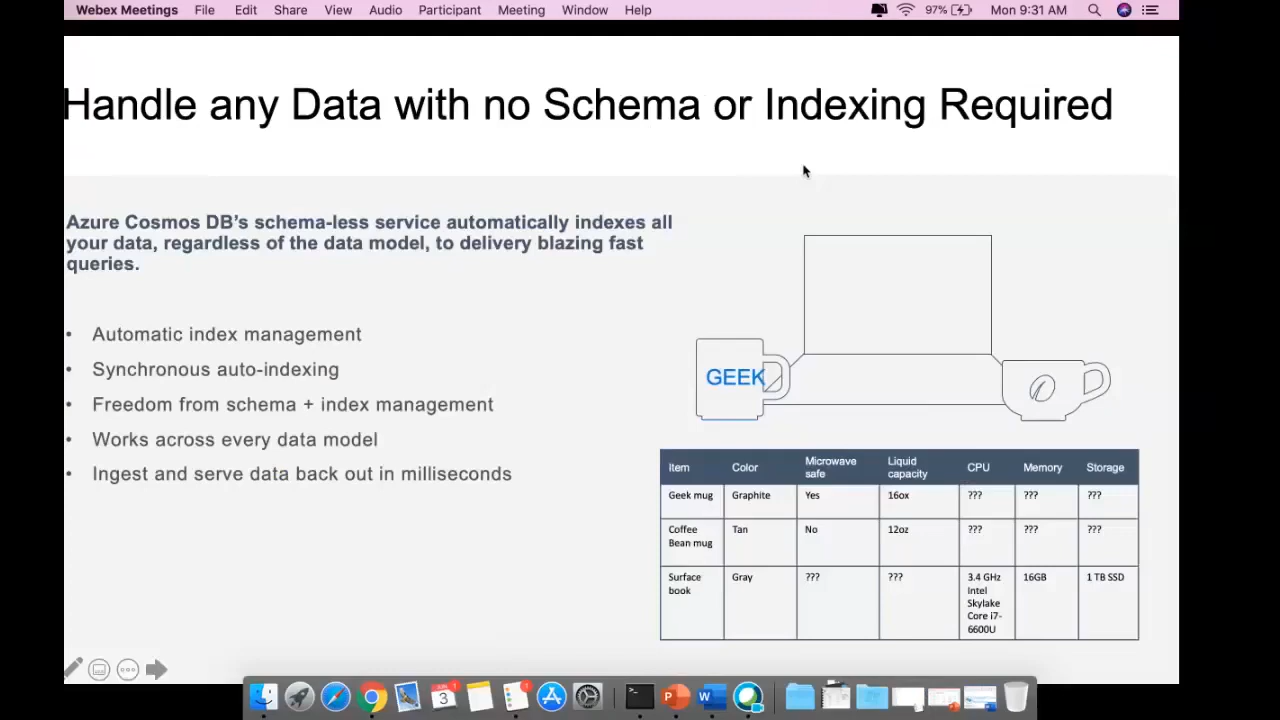 Webex Meetings File Edit Share View Audio Participant Meeting Window Help 97% Mon 9:31 AM
Handle any Data with no Schema or Indexing Required
Azure Cosmos DB's schema-less service automatically indexes all
your data, regardless of the data model, to delivery blazing fast
queries.
• Automatic index management
• Synchronous auto-indexing
• Freedom from schema + index management
• Works across every data model
• Ingest and serve data back out in milliseconds
GEEK
Item Color Microwave safe Liquid capacity CPU Memory Storage
Geek mug Graphite Yes 16ox ??? ??? ???
Coffee Bean mug Tan No 12oz ??? ??? ???
Surface book Gray ??? ??? 3.4 GHz Intel Skylake Core i7-6600U 16GB 1 TB SSD
JUN 1
3
1